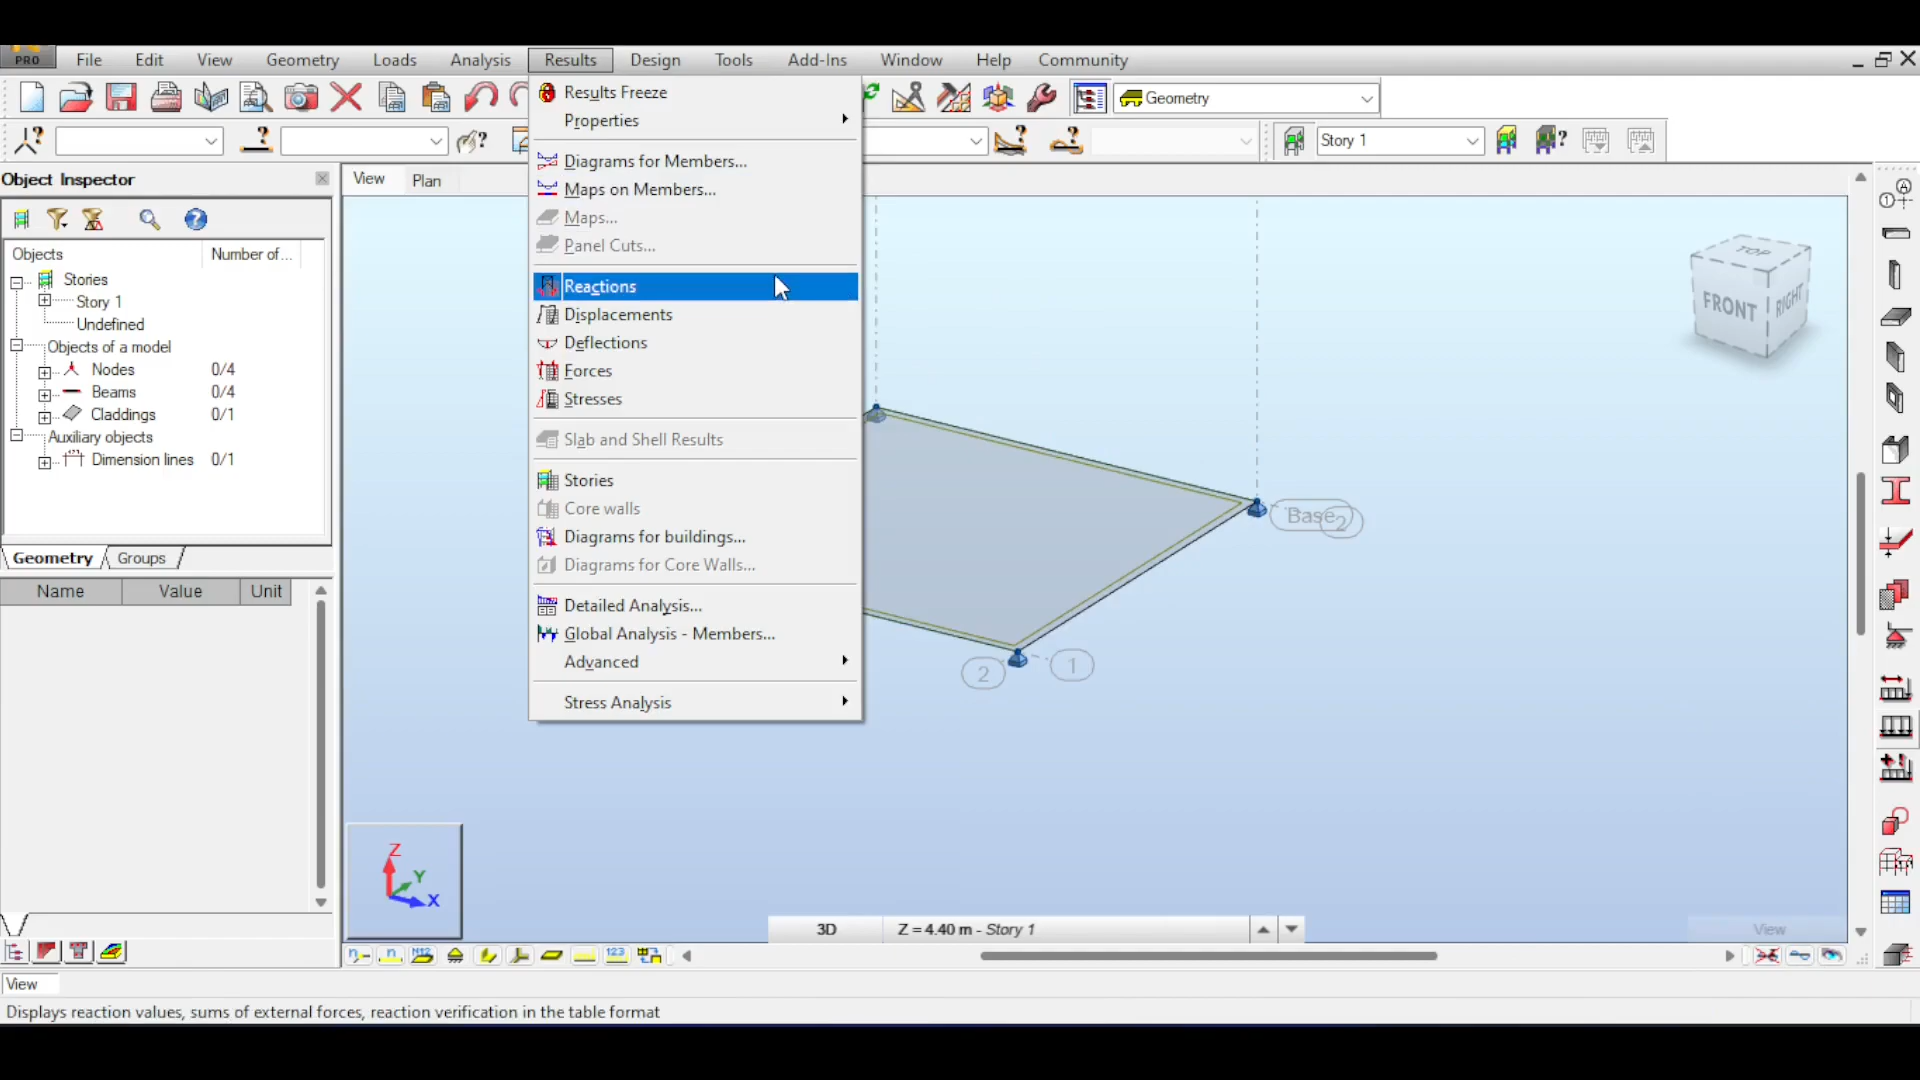 PRO
File Edit View Geometry Loads Analysis Results Design Tools Add-Ins Window Help Community
Geometry
Story 1
Object Inspector
Objects Number of...
Stories
Story 1
Undefined
Objects of a model
Nodes 0/4
Beams 0/4
Claddings 0/1
Auxiliary objects
Dimension lines 0/1
Geometry Groups
Name Value Unit
View Plan
Results Freeze
Properties
Diagrams for Members...
Maps on Members...
Maps...
Panel Cuts...
Reactions
Displacements
Deflections
Forces
Stresses
Slab and Shell Results
Stories
Core walls
Diagrams for buildings...
Diagrams for Core Walls...
Detailed Analysis...
Global Analysis - Members...
Advanced
Stress Analysis
TOP
FRONT
RIGHT
Base
2
2
1
Z
Y
X
3D Z = 4.40 m - Story 1
View
View
Displays reaction values, sums of external forces, reaction verification in the table format